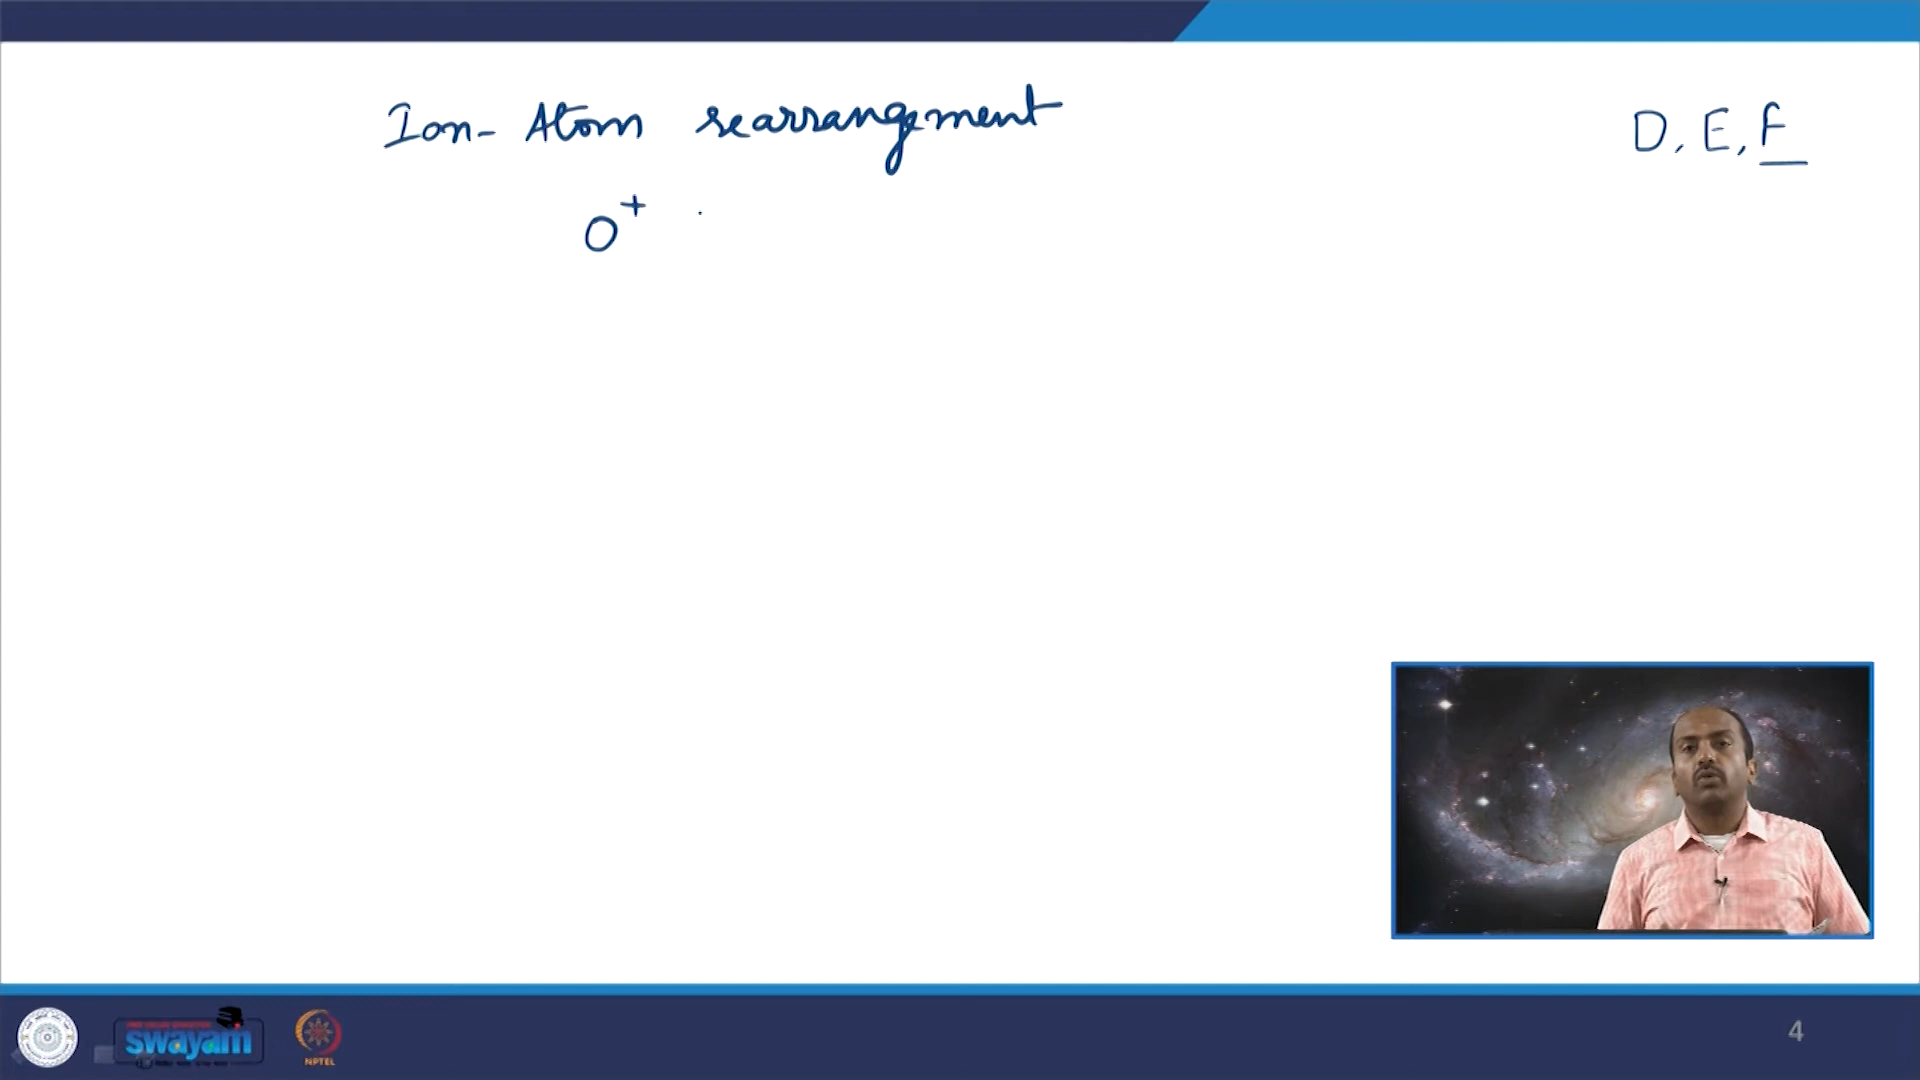 Ion-Atom rearrangement
D, E, F
O⁺
swayam
NPTEL
4